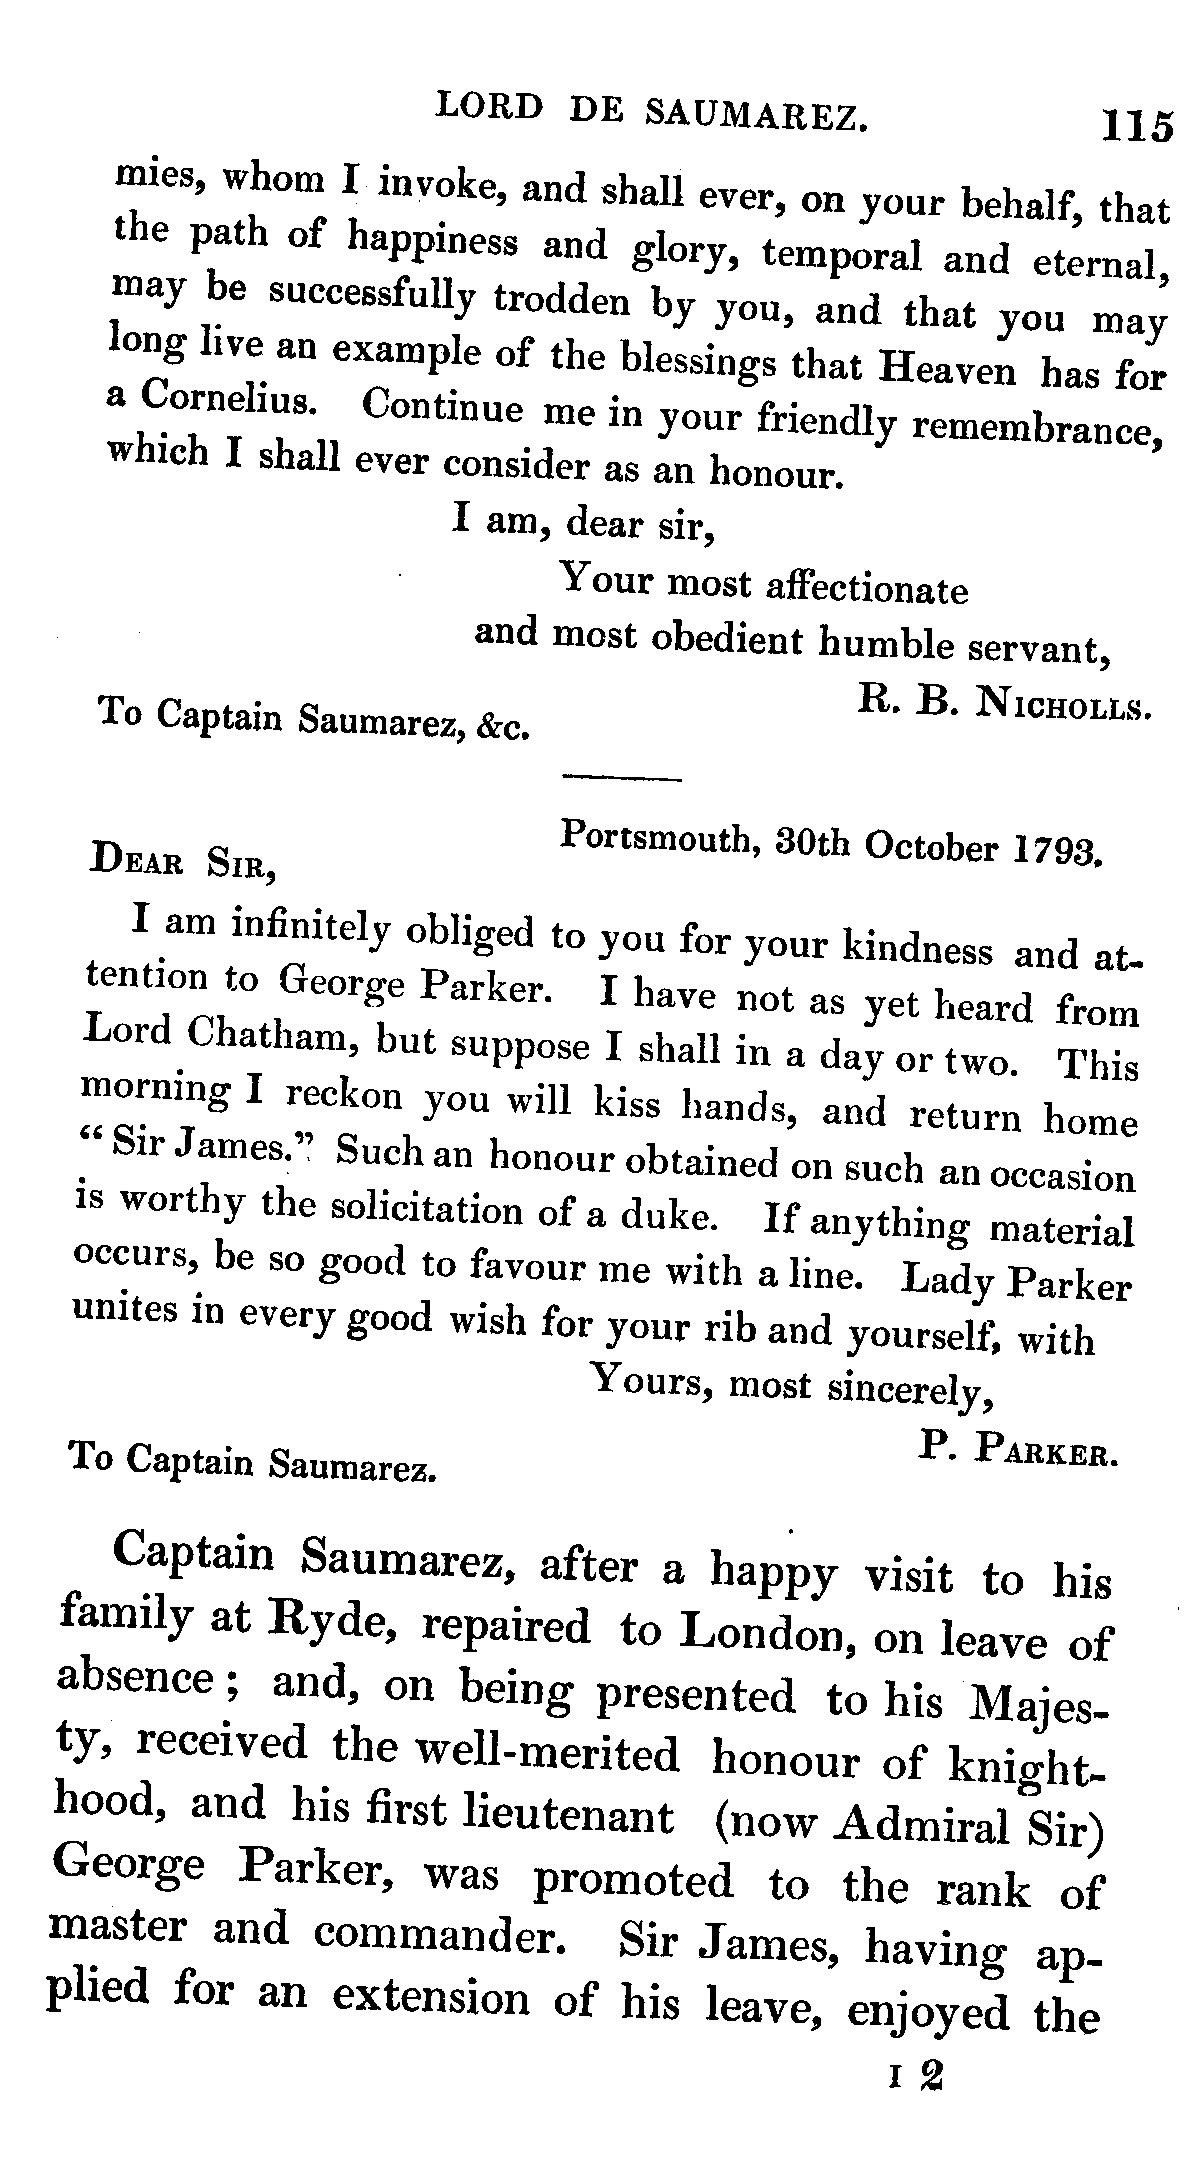 LORD DE SAUMAREZ. 115
mies, whom I invoke, and shall ever, on your behalf, that
the path of happiness and glory, temporal and eternal,
may be successfully trodden by you, and that you may
long live an example of the blessings that Heaven has for
a Cornelius. Continue me in your friendly remembrance,
which I shall ever consider as an honour.
I am, dear sir,
Your most affectionate
and most obedient humble servant,
R. B. NICHOLLS.
To Captain Saumarez, &c.
Portsmouth, 30th October 1793.
DEAR SIR,
I am infinitely obliged to you for your kindness and at-
tention to George Parker. I have not as yet heard from
Lord Chatham, but suppose I shall in a day or two. This
morning I reckon you will kiss hands, and return home
“Sir James.” Such an honour obtained on such an occasion
is worthy the solicitation of a duke. If anything material
occurs, be so good to favour me with a line. Lady Parker
unites in every good wish for your rib and yourself, with
Yours, most sincerely,
P. PARKER.
To Captain Saumarez.
Captain Saumarez, after a happy visit to his
family at Ryde, repaired to London, on leave of
absence; and, on being presented to his Majes-
ty, received the well-merited honour of knight-
hood, and his first lieutenant (now Admiral Sir)
George Parker, was promoted to the rank of
master and commander. Sir James, having ap-
plied for an extension of his leave, enjoyed the
I 2